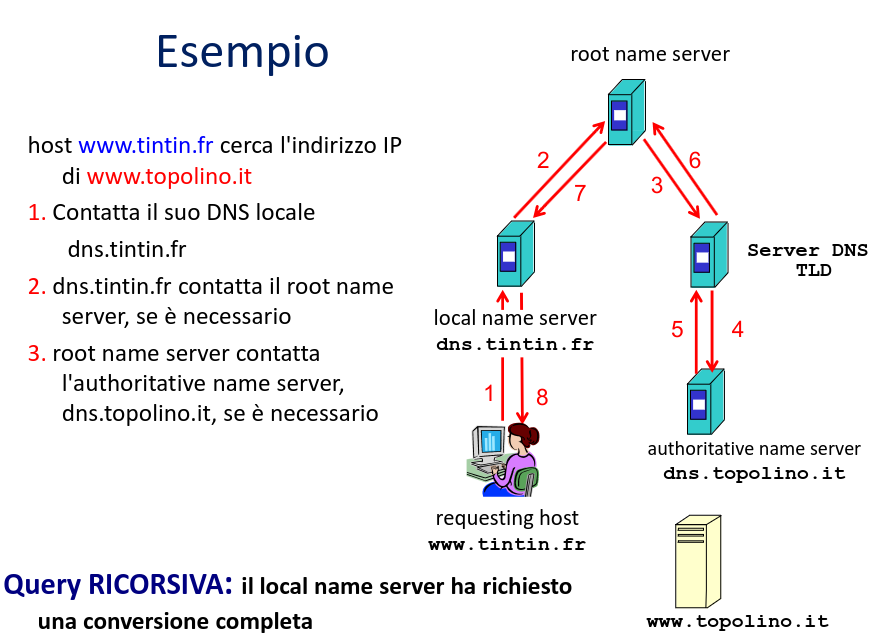 Esempio
host www.tintin.fr cerca l'indirizzo IP
di www.topolino.it
1. Contatta il suo DNS locale
dns.tintin.fr
2. dns.tintin.fr contatta il root name
server, se è necessario
3. root name server contatta
l'authoritative name server,
dns.topolino.it, se è necessario
root name server
2
7
3
6
Server DNS
TLD
local name server
dns.tintin.fr
5
4
1
8
authoritative name server
dns.topolino.it
requesting host
www.tintin.fr
www.topolino.it
Query RICORSIVA: il local name server ha richiesto
una conversione completa